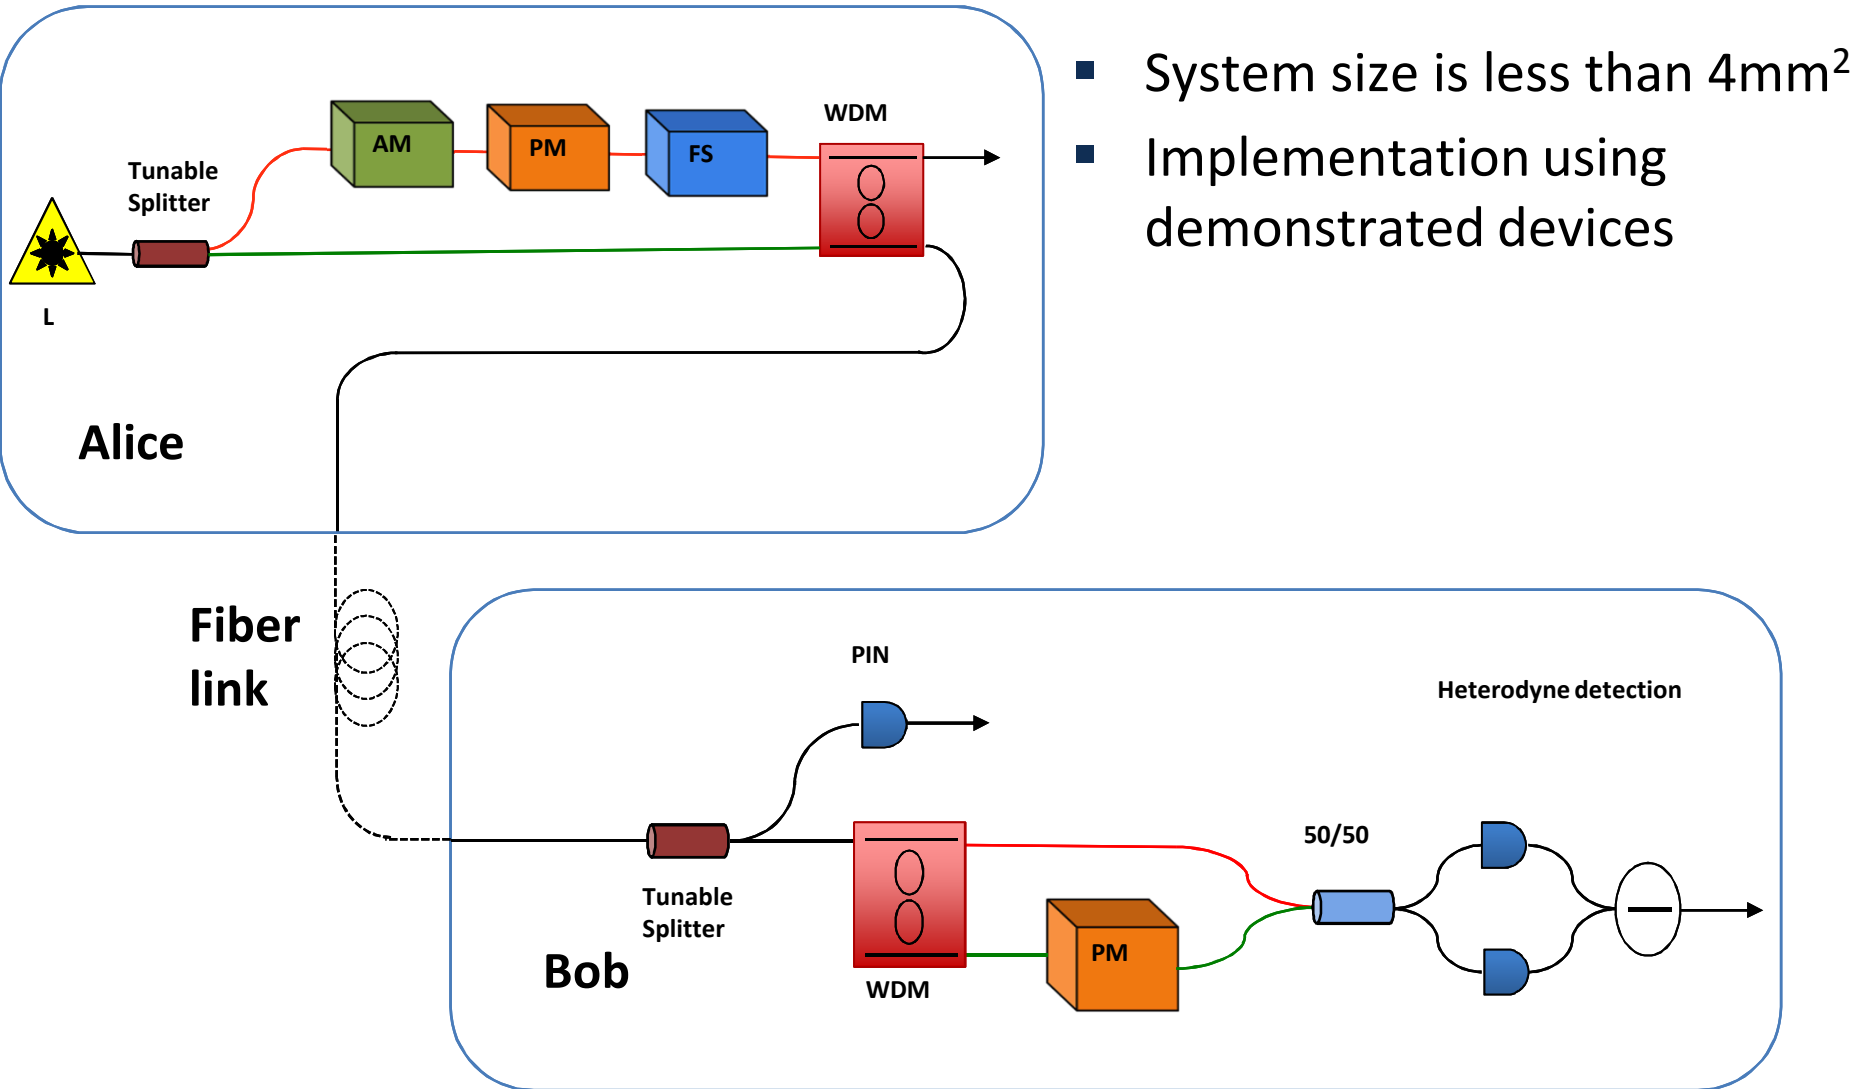 ▪ System size is less than 4mm²
▪ Implementation using
demonstrated devices
WDM
AM
PM
FS
Tunable
Splitter
L
Alice
Fiber
link
PIN
Heterodyne detection
50/50
Tunable
Splitter
PM
Bob
WDM